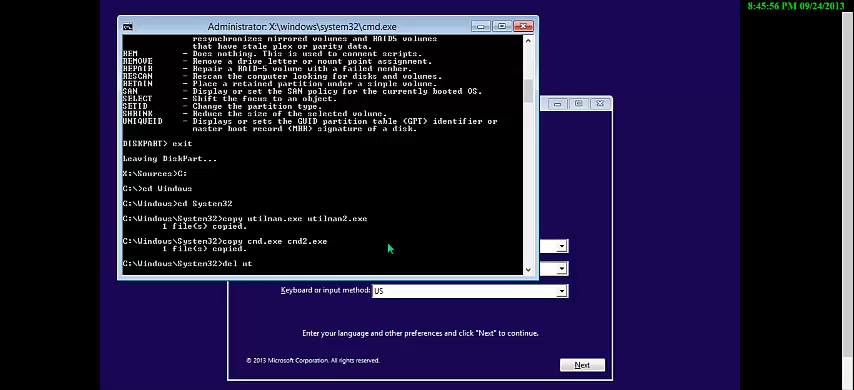 8:45:56 PM 09/24/2013
Administrator: X:\windows\system32\cmd.exe
resynchronizes mirrored volumes and RAID5 volumes
that have stale plex or parity data.
REM - Does nothing. This is used to comment scripts.
REMOVE - Remove a drive letter or mount point assignment.
REPAIR - Repair a RAID-5 volume with a failed member.
RESCAN - Rescan the computer looking for disks and volumes.
RETAIN - Place a retained partition under a simple volume.
SAN - Display or set the SAN policy for the currently booted OS.
SELECT - Shift the focus to an object.
SETID - Change the partition type.
SHRINK - Reduce the size of the selected volume.
UNIQUEID - Displays or sets the GUID partition table (GPT) identifier or
master boot record (MBR) signature of a disk.
DISKPART> exit
Leaving DiskPart...
X:\Sources>C:
C:\>cd Windows
C:\Windows>cd System32
C:\Windows\System32>copy utilman.exe utilman2.exe
1 file(s) copied.
C:\Windows\System32>copy cmd.exe cmd2.exe
1 file(s) copied.
C:\Windows\System32>del ut
Keyboard or input method: US
Enter your language and other preferences and click "Next" to continue.
© 2013 Microsoft Corporation. All rights reserved.
Next